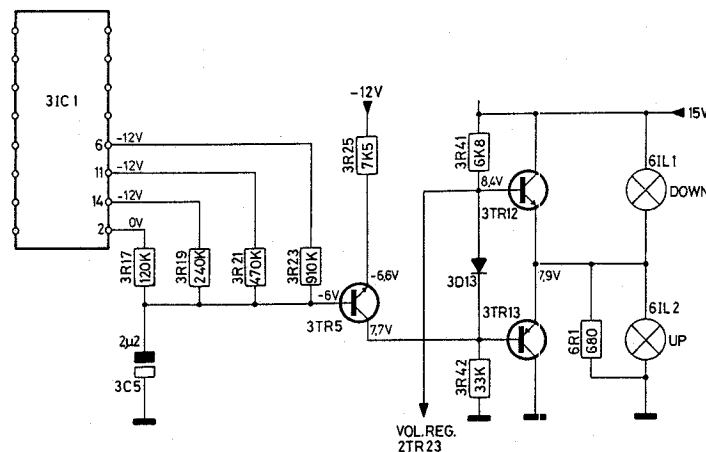 3IC1
6
-12V
11
-12V
14
-12V
2
0V
3R17
120K
3R19
240K
3R21
470K
3R23
910K
2µ2
3C5
-12V
3R25
7K5
-6V
-6,6V
3TR5
7,7V
3R41
6K8
8,4V
3TR12
3D13
3TR13
7,9V
3R42
33K
VOL.REG.
2TR23
15V
6IL1
DOWN
6R1
680
6IL2
UP